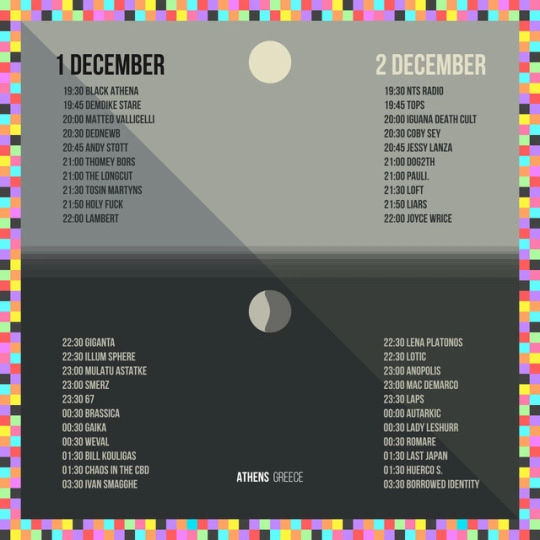 1 DECEMBER
19:30 BLACK ATHENA
19:45 DEMDIKE STARE
20:00 MATTEO VALLICELLI
20:30 DEDNEWB
20:45 ANDY STOTT
21:00 THOMEY BORS
21:00 THE LONGCUT
21:30 TOSIN MARTYNS
21:50 HOLY FUCK
22:00 LAMBERT
22:30 GIGANTA
22:30 ILLUM SPHERE
23:00 MULATU ASTATKE
23:00 SMERZ
23:30 67
00:30 BRASSICA
00:30 GAIKA
00:30 WEVAL
01:30 BILL KOULIGAS
01:30 CHAOS IN THE CBD
03:30 IVAN SMAGGHE
2 DECEMBER
19:30 NTS RADIO
19:45 TOPS
20:00 IGUANA DEATH CULT
20:30 COBY SEY
20:45 JESSY LANZA
21:00 DOG2TH
21:00 PAULI.
21:30 LOFT
21:50 LIARS
22:00 JOYCE WRICE
22:30 LENA PLATONOS
22:30 LOTIC
23:00 ANOPOLIS
23:00 MAC DEMARCO
23:30 LAPS
00:00 AUTARKIC
00:30 LADY LESHURR
00:30 ROMARE
01:10 LAST JAPAN
01:30 HUERCO S.
03:30 BORROWED IDENTITY
ATHENS GREECE